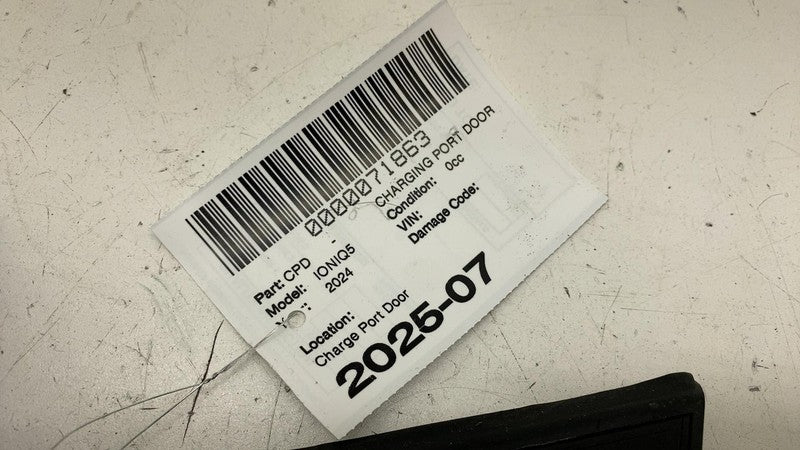 0000071863
Part: CPD - CHARGING PORT DOOR
Model: IONIQ5 Condition: 0cc
2024 VIN:
Damage Code:
Location:
Charge Port Door
2025-07